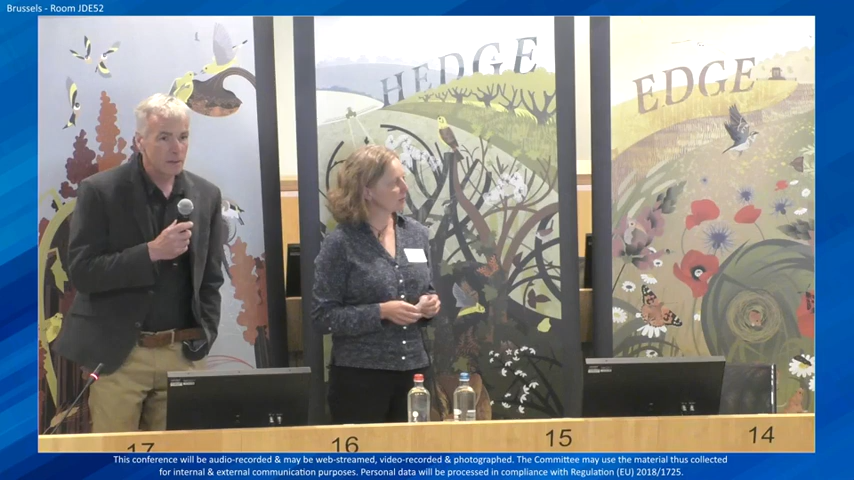 Brussels - Room JDE52
HEDGE
EDGE
17
16
15
14
This conference will be audio-recorded & may be web-streamed, video-recorded & photographed. The Committee may use the material thus collected
for internal & external communication purposes. Personal data will be processed in compliance with Regulation (EU) 2018/1725.